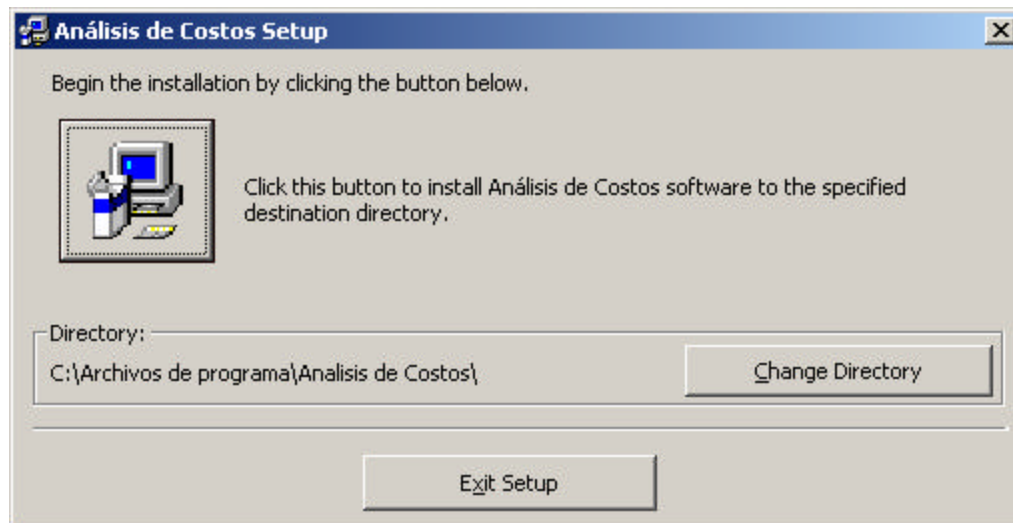 Análisis de Costos Setup
Begin the installation by clicking the button below.
Click this button to install Análisis de Costos software to the specified
destination directory.
Directory:
C:\Archivos de programa\Analisis de Costos\
Change Directory
Exit Setup